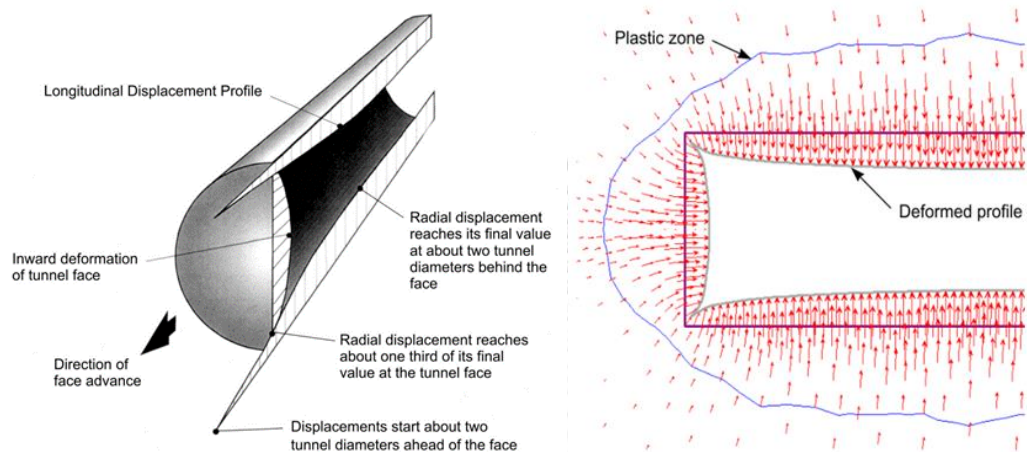 Longitudinal Displacement Profile
Inward deformation
of tunnel face
Direction of
face advance
Radial displacement
reaches its final value
at about two tunnel
diameters behind the
face
Radial displacement reaches
about one third of its final
value at the tunnel face
Displacements start about two
tunnel diameters ahead of the face
Plastic zone
Deformed profile